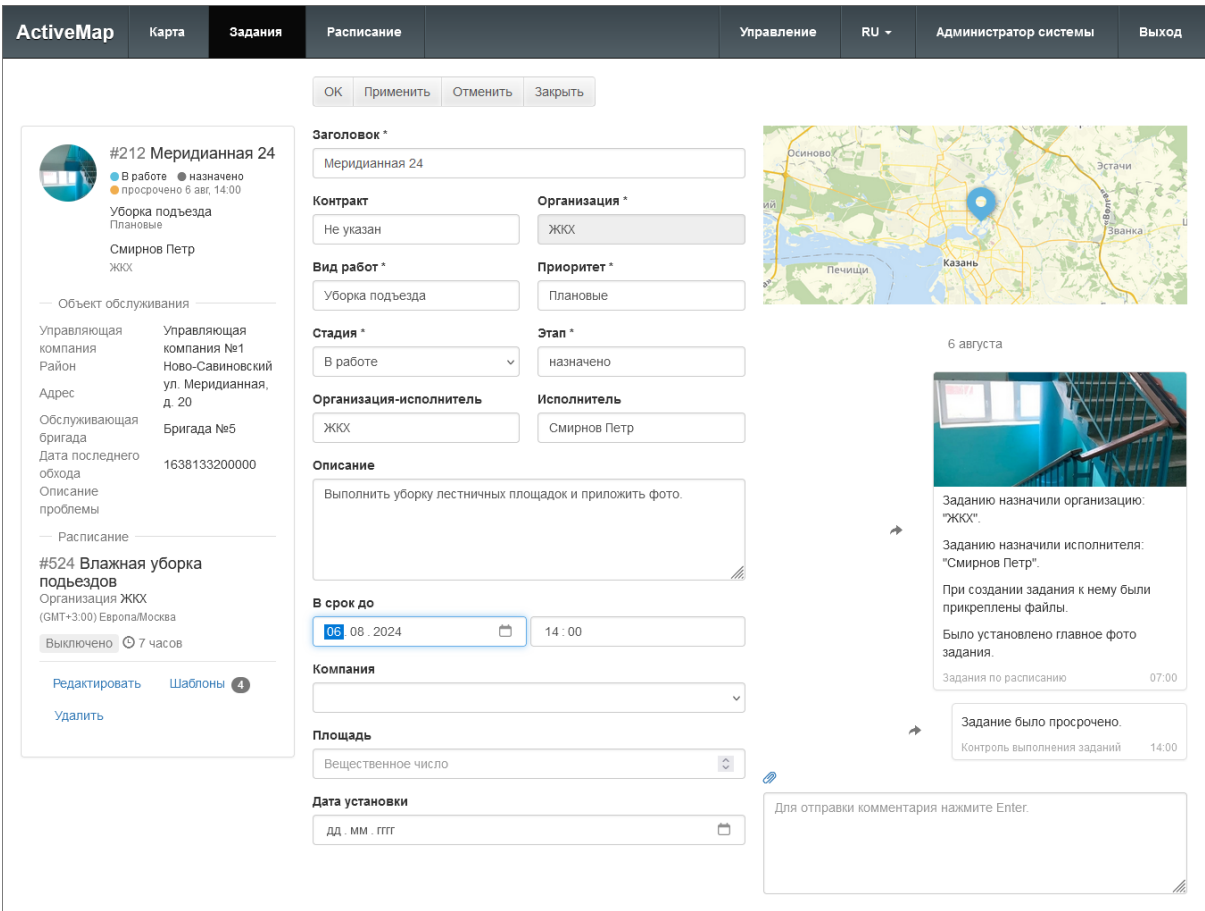 ActiveMap
Карта
Задания
Расписание
Управление
RU
Администратор системы
Выход
OK
Применить
Отменить
Закрыть
#212 Меридианная 24
В работе
назначено
просрочено 6 авг, 14:00
Уборка подъезда
Плановые
Смирнов Петр
ЖКХ
Объект обслуживания
Управляющая компания
Управляющая компания №1
Район
Ново-Савиновский
Адрес
ул. Меридианная,
д. 20
Обслуживающая
бригада
Бригада №5
Дата последнего
обхода
1638133200000
Описание
проблемы
Расписание
#524 Влажная уборка
подьездов
Организация ЖКХ
(GMT+3:00) Европа/Москва
Выключено
7 часов
Редактировать
Шаблоны 4
Удалить
Заголовок *
Меридианная 24
Контракт
Организация *
Не указан
ЖКХ
Вид работ *
Приоритет *
Уборка подъезда
Плановые
Стадия *
Этап *
В работе
назначено
Организация-исполнитель
Исполнитель
ЖКХ
Смирнов Петр
Описание
Выполнить уборку лестничных площадок и приложить фото.
В срок до
06 . 08 . 2024
14 : 00
Компания
Площадь
Вещественное число
Дата установки
дд . мм . гггг
Осиново
Эстачи
ий
«Волга»
Званка
Казань
Печищи
6 августа
Заданию назначили организацию:
"ЖКХ".
Заданию назначили исполнителя:
"Смирнов Петр".
При создании задания к нему были
прикреплены файлы.
Было установлено главное фото
задания.
Задания по расписанию
07:00
Задание было просрочено.
Контроль выполнения заданий
14:00
Для отправки комментария нажмите Enter.